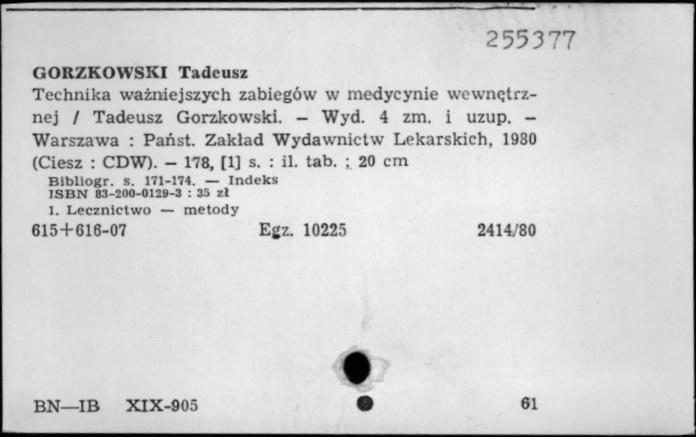 255377
GORZKOWSKI Tadeusz
Technika ważniejszych zabiegów w medycynie wewnętrz-
nej / Tadeusz Gorzkowski. — Wyd. 4 zm. i uzup. —
Warszawa : Państ. Zakład Wydawnictw Lekarskich, 1980
(Ciesz : CDW). — 178, [1] s. : il. tab. ; 20 cm
Bibliogr. s. 171-174. — Indeks
ISBN 83-200-0129-3 : 35 zł
1. Lecznictwo — metody
615+616-07 Egz. 10225 2414/80
BN—IB XIX-905 61